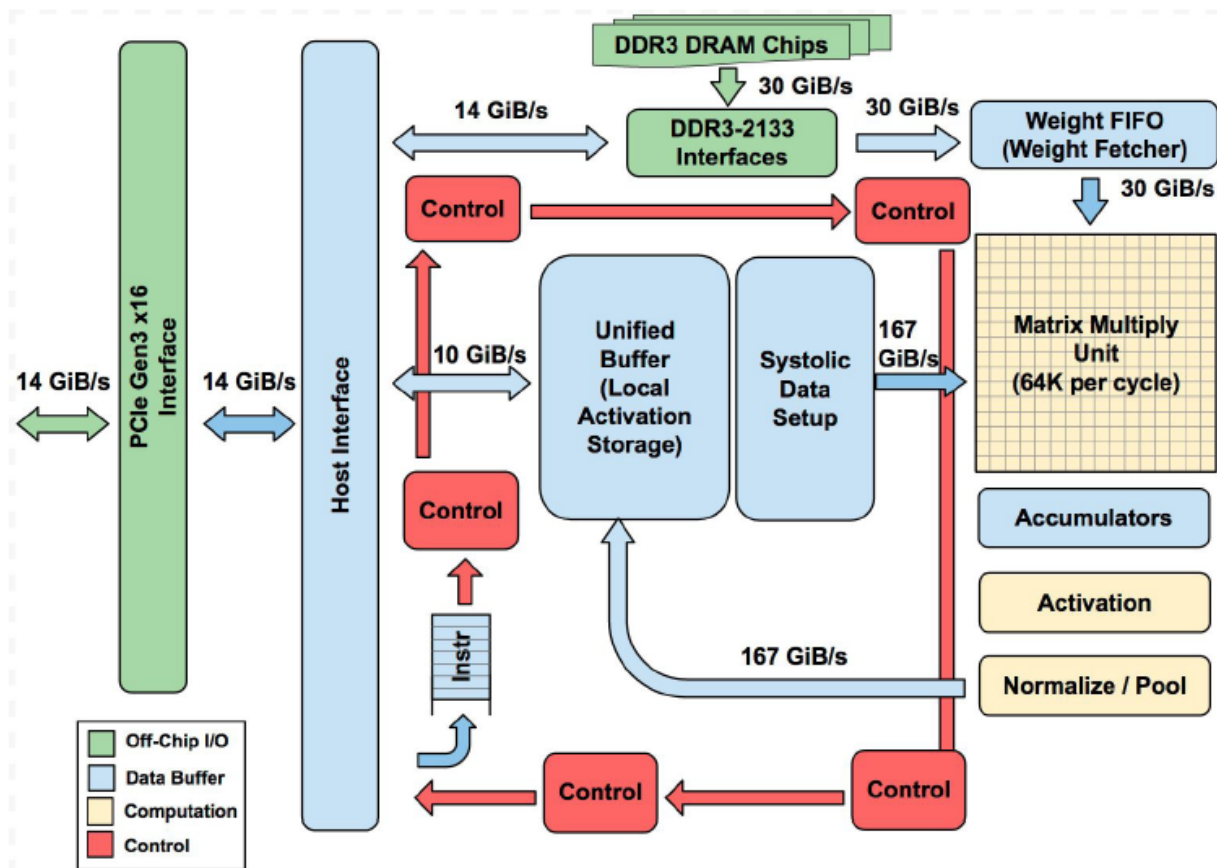 DDR3 DRAM Chips
30 GiB/s
14 GiB/s
DDR3-2133
Interfaces
30 GiB/s
Weight FIFO
(Weight Fetcher)
30 GiB/s
Control
Control
PCIe Gen3 x16
Interface
14 GiB/s
14 GiB/s
Host Interface
10 GiB/s
Unified
Buffer
(Local
Activation
Storage)
Systolic
Data
Setup
167
GiB/s
Matrix Multiply
Unit
(64K per cycle)
Control
Accumulators
Activation
Instr
167 GiB/s
Normalize / Pool
Off-Chip I/O
Data Buffer
Computation
Control
Control
Control